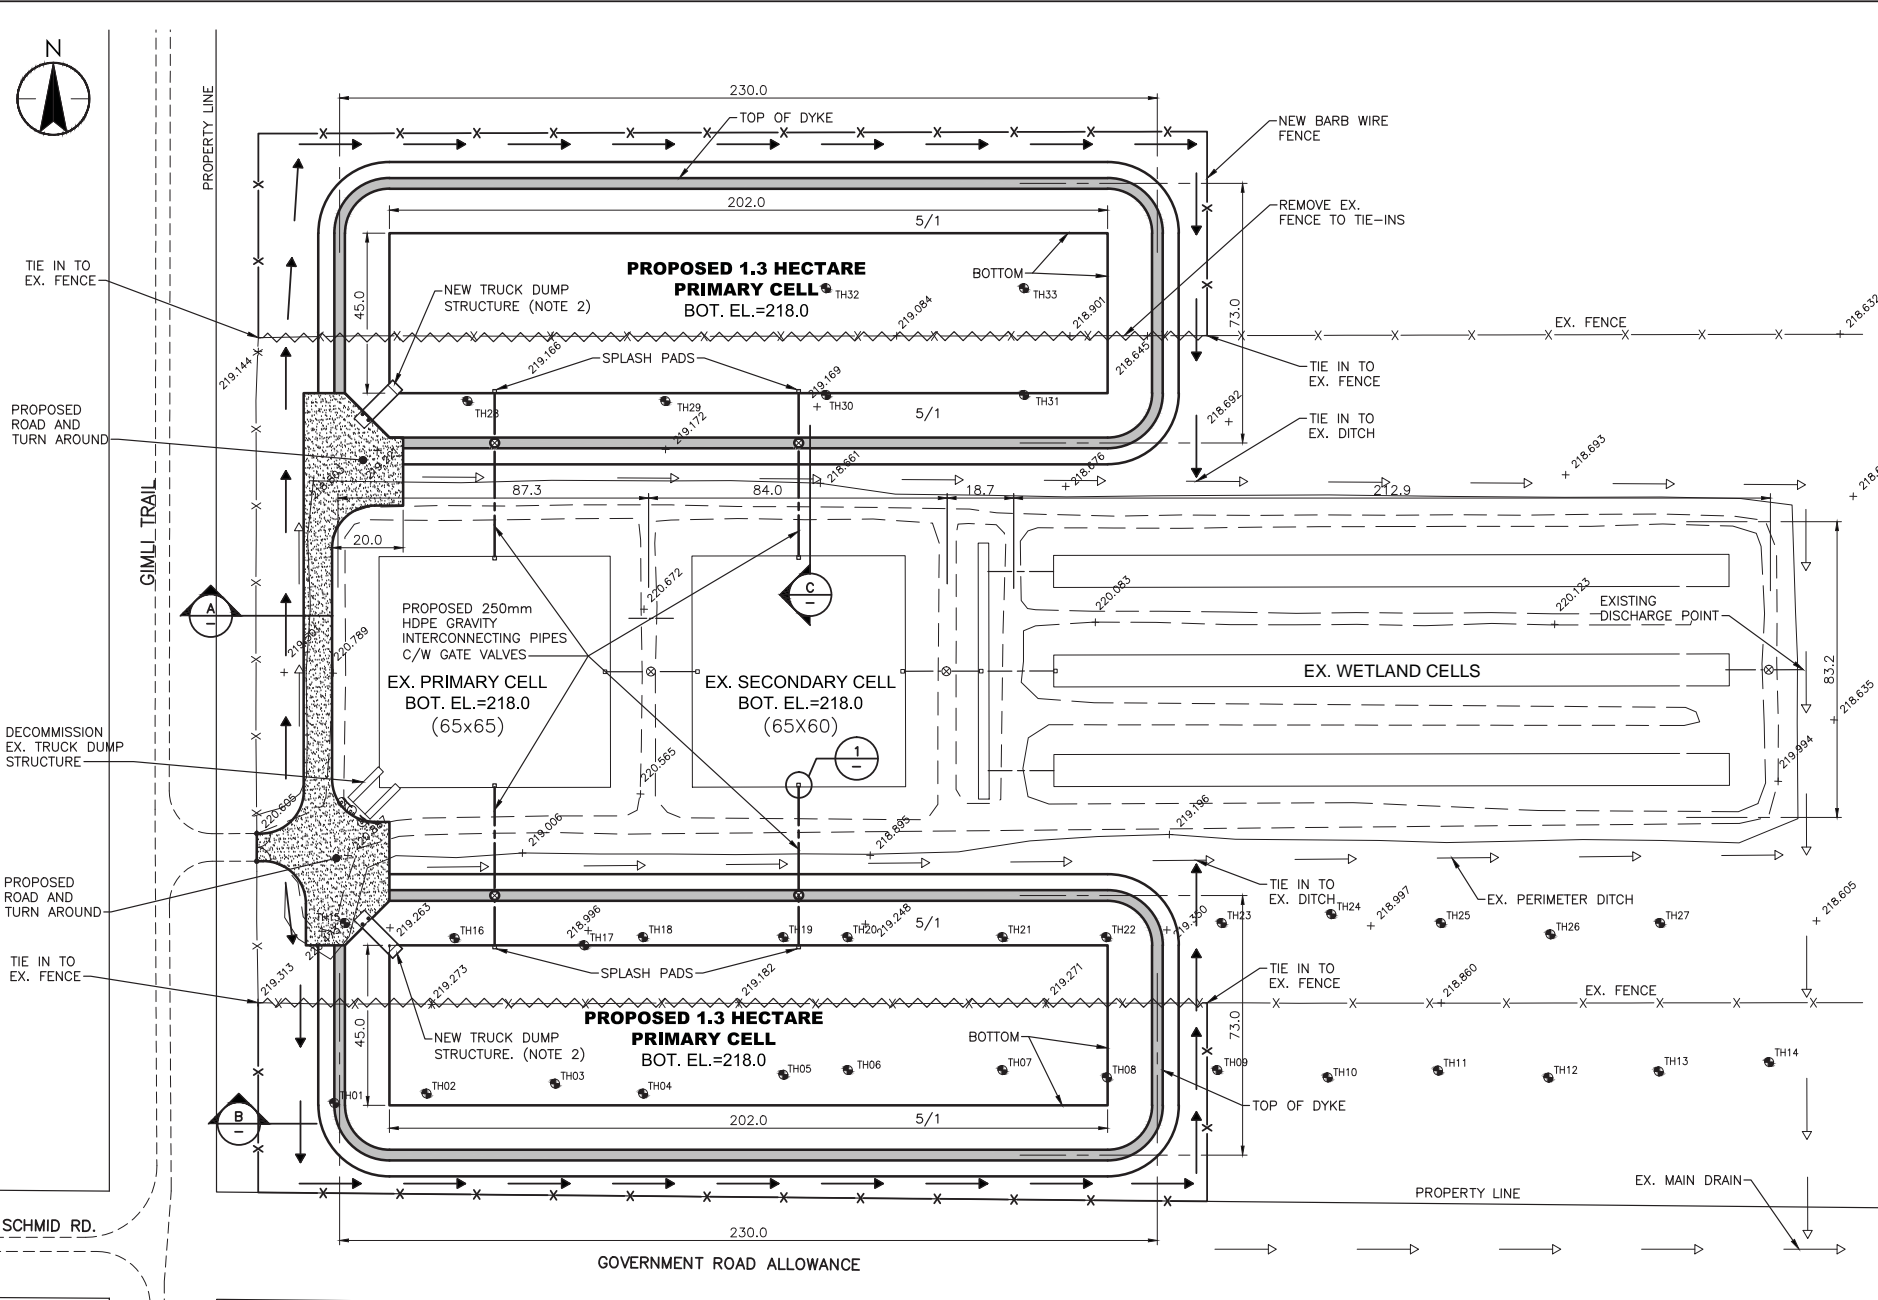 N
PROPERTY LINE
230.0
TOP OF DYKE
NEW BARB WIRE
FENCE
REMOVE EX.
FENCE TO TIE-INS
202.0
5/1
45.0
73.0
PROPOSED 1.3 HECTARE
PRIMARY CELL
BOT. EL.=218.0
BOTTOM
TH32
TH33
NEW TRUCK DUMP
STRUCTURE (NOTE 2)
TIE IN TO
EX. FENCE
219.084
218.901
218.632
EX. FENCE
219.144
219.166
SPLASH PADS
218.645
219.169
TIE IN TO
EX. FENCE
PROPOSED
ROAD AND
TURN AROUND
TH28
TH29
TH30
TH31
5/1
219.172
218.692
TIE IN TO
EX. DITCH
218.661
218.676
218.693
87.3
84.0
18.7
212.9
20.0
GIMLI TRAIL
A
C
220.672
220.083
220.123
EXISTING
DISCHARGE POINT
PROPOSED 250mm
HDPE GRAVITY
INTERCONNECTING PIPES
C/W GATE VALVES
220.789
EX. PRIMARY CELL
BOT. EL.=218.0
(65x65)
EX. SECONDARY CELL
BOT. EL.=218.0
(65X60)
EX. WETLAND CELLS
83.2
218.635
DECOMMISSION
EX. TRUCK DUMP
STRUCTURE
1
220.565
219.994
220.605
219.006
218.895
219.196
PROPOSED
ROAD AND
TURN AROUND
TIE IN TO
EX. DITCH
EX. PERIMETER DITCH
TH15
219.263
TH16
218.996
TH17
TH18
TH19
TH20
219.248
5/1
TH21
TH22
219.350
TH23
TH24
218.997
TH25
TH26
TH27
218.605
TIE IN TO
EX. FENCE
219.313
219.273
SPLASH PADS
219.182
219.271
TIE IN TO
EX. FENCE
218.860
EX. FENCE
45.0
73.0
PROPOSED 1.3 HECTARE
PRIMARY CELL
BOT. EL.=218.0
NEW TRUCK DUMP
STRUCTURE. (NOTE 2)
BOTTOM
TH01
TH02
TH03
TH04
TH05
TH06
TH07
TH08
TH09
TH10
TH11
TH12
TH13
TH14
B
TOP OF DYKE
202.0
5/1
PROPERTY LINE
EX. MAIN DRAIN
SCHMID RD.
230.0
GOVERNMENT ROAD ALLOWANCE